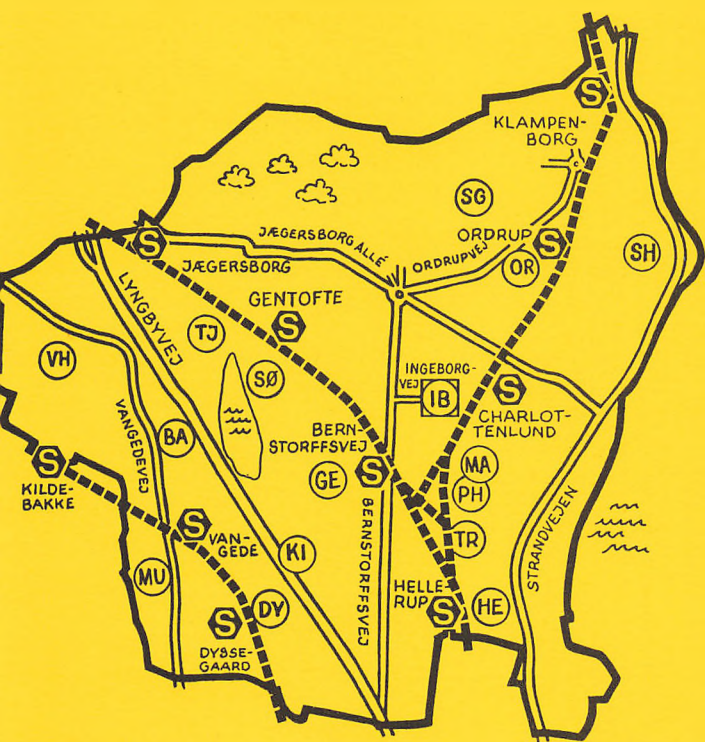 S
KLAMPEN-
BORG
SG
S
JÆGERSBORG ALLÉ
ORDRUPVEJ
ORDRUP
S
OR
SH
JÆGERSBORG
LYNGBYVEJ
GENTOFTE
S
TJ
VH
SØ
INGEBORG-
VEJ
IB
S
CHARLOT-
TENLUND
VANGEDEVEJ
BA
BERN-
STORFFSVEJ
GE
S
MA
PH
S
KILDE-
BAKKE
S
VAN-
GEDE
KI
BERNSTORFFSVEJ
TR
STRANDVEJEN
MU
DY
HELLE-
RUP
S
HE
S
DYSSE-
GAARD